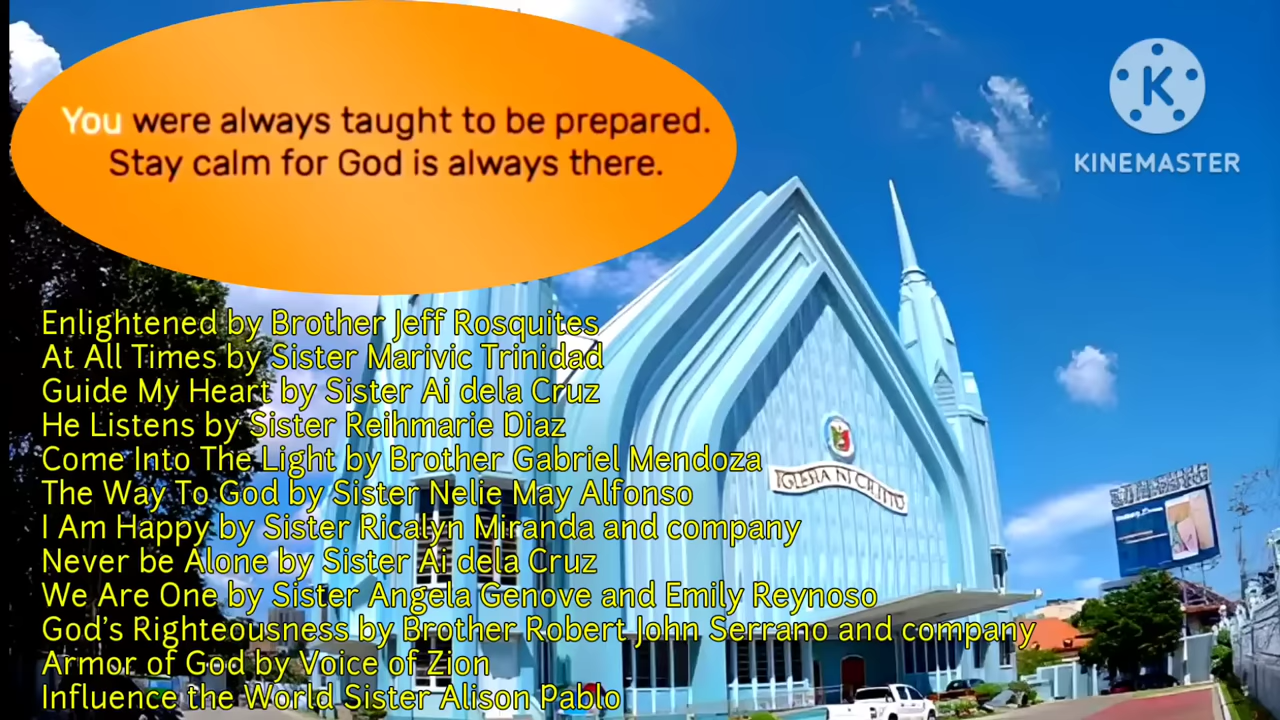 You were always taught to be prepared.
Stay calm for God is always there.
KINEMASTER
Enlightened by Brother Jeff Rosquites
At All Times by Sister Marivic Trinidad
Guide My Heart by Sister Ai dela Cruz
He Listens by Sister Reihmarie Diaz
Come Into The Light by Brother Gabriel Mendoza
The Way To God by Sister Nelie May Alfonso
I Am Happy by Sister Ricalyn Miranda and company
Never be Alone by Sister Ai dela Cruz
We Are One by Sister Angela Genove and Emily Reynoso
God's Righteousness by Brother Robert John Serrano and company
Armor of God by Voice of Zion
Influence the World Sister Alison Pablo
IGLESIA NI CRISTO